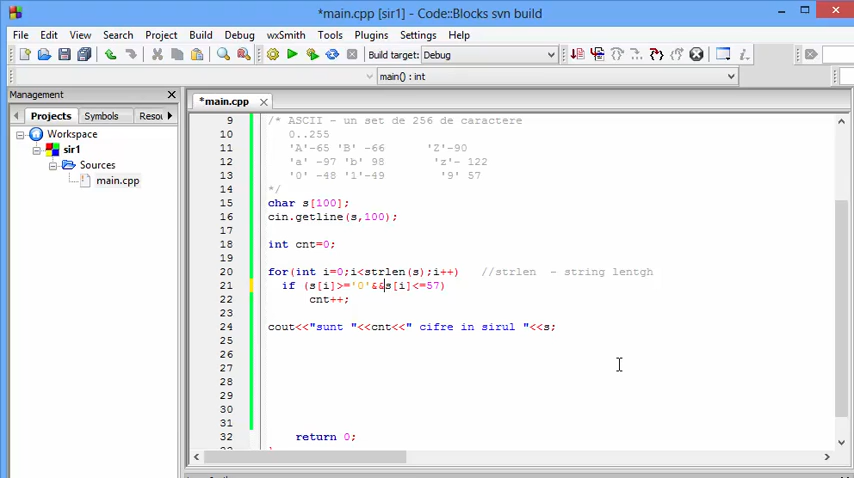 *main.cpp [sir1] - Code::Blocks svn build
File Edit View Search Project Build Debug wxSmith Tools Plugins Settings Help
Build target: Debug
main() : int
Management
Projects Symbols Resou
*main.cpp
Workspace
sir1
Sources
main.cpp
9 /* ASCII - un set de 256 de caractere
10 0..255
11 'A'-65 'B' -66 'Z'-90
12 'a' -97 'b' 98 'z'- 122
13 '0' -48 '1'-49 '9' 57
14 */
15 char s[100];
16 cin.getline(s,100);
17
18 int cnt=0;
19
20 for(int i=0;i<strlen(s);i++) //strlen - string lentgh
21 if (s[i]>='0'&&s[i]<=57)
22 cnt++;
23
24 cout<<"sunt "<<cnt<<" cifre in sirul "<<s;
25
26
27
28
29
30
31
32 return 0;